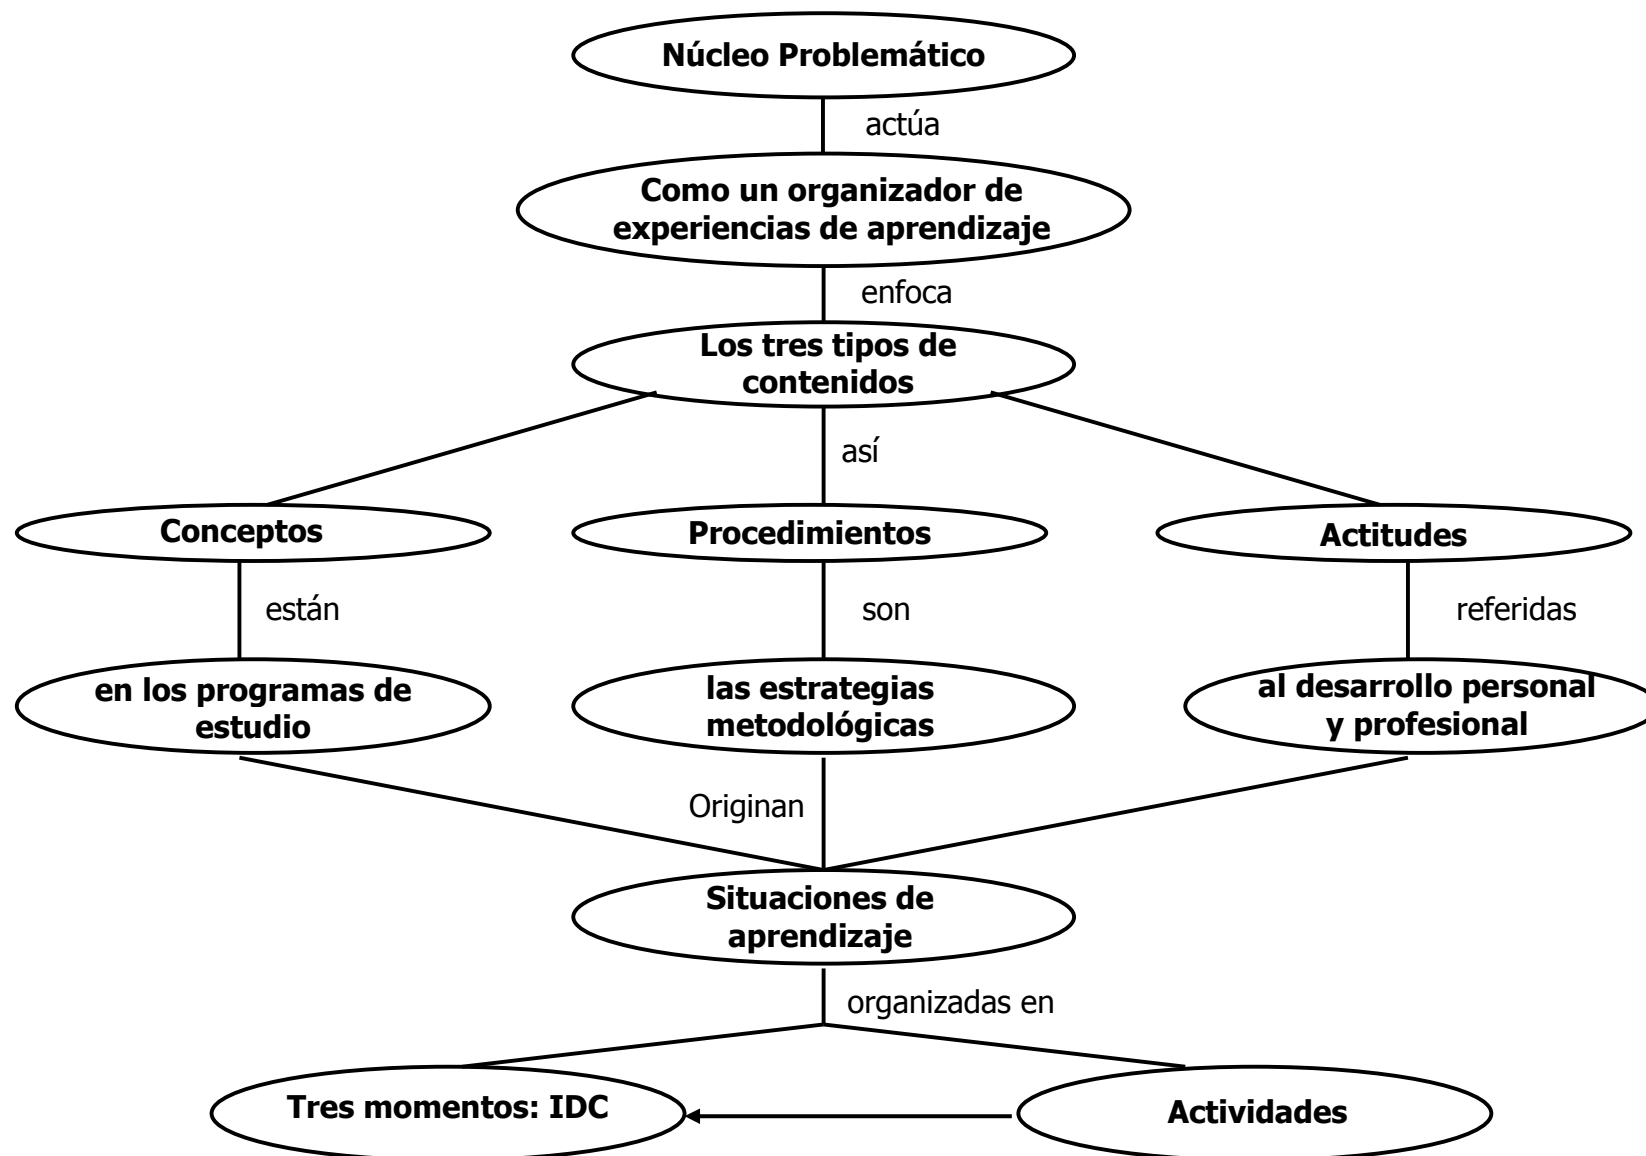 Núcleo Problemático
actúa
Como un organizador de
experiencias de aprendizaje
enfoca
Los tres tipos de
contenidos
así
Conceptos
Procedimientos
Actitudes
están
son
referidas
en los programas de
estudio
las estrategias
metodológicas
al desarrollo personal
y profesional
Originan
Situaciones de
aprendizaje
organizadas en
Tres momentos: IDC
Actividades